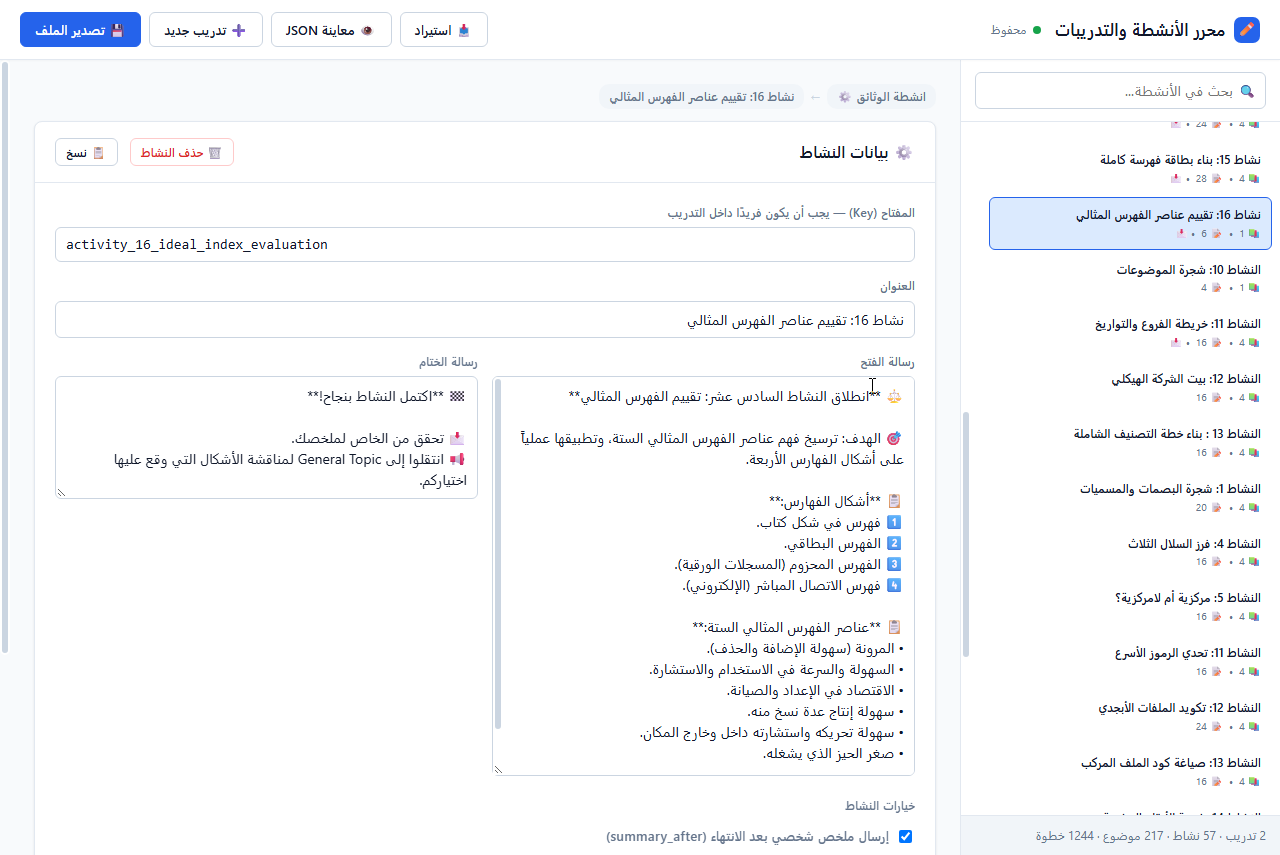 محرر الأنشطة والتدريبات
محفوظ
استيراد
معاينة JSON
تدريب جديد
تصدير الملف
بحث في الأنشطة...
4 • 24 •
نشاط 15: بناء بطاقة فهرسة كاملة
4 • 28 •
نشاط 16: تقييم عناصر الفهرس المثالي
1 • 6 •
النشاط 10: شجرة الموضوعات
1 • 4
النشاط 11: خريطة الفروع والتواريخ
4 • 16 •
النشاط 12: بيت الشركة الهيكلي
4 • 16
النشاط 13 : بناء خطة التصنيف الشاملة
4 • 16
النشاط 1: شجرة البصمات والمسميات
4 • 20
النشاط 4: فرز السلال الثلاث
4 • 16
النشاط 5: مركزية أم لامركزية؟
4 • 16
النشاط 11: تحدي الرموز الأسرع
4 • 16
النشاط 12: تكويد الملفات الأبجدي
4 • 24
النشاط 13: صياغة كود الملف المركب
4 • 16
2 تدريب · 57 نشاط · 217 موضوع · 1244 خطوة
انشطة الوثائق ← نشاط 16: تقييم عناصر الفهرس المثالي
بيانات النشاط
حذف النشاط
نسخ
المفتاح (Key) — يجب أن يكون فريدًا داخل التدريب
activity_16_ideal_index_evaluation
العنوان
نشاط 16: تقييم عناصر الفهرس المثالي
رسالة الفتح
⚖️ **انطلاق النشاط السادس عشر: تقييم الفهرس المثالي**
🎯 الهدف: ترسيخ فهم عناصر الفهرس المثالي الستة، وتطبيقها عملياً
على أشكال الفهارس الأربعة.
📋 **أشكال الفهارس:**
1️⃣ فهرس في شكل كتاب.
2️⃣ الفهرس البطاقي.
3️⃣ الفهرس المحزوم (المسجلات الورقية).
4️⃣ فهرس الاتصال المباشر (الإلكتروني).
📋 **عناصر الفهرس المثالي الستة:**
• المرونة (سهولة الإضافة والحذف).
• السهولة والسرعة في الاستخدام والاستشارة.
• الاقتصاد في الإعداد والصيانة.
• سهولة إنتاج عدة نسخ منه.
• سهولة تحريكه واستشارته داخل وخارج المكان.
• صغر الحيز الذي يشغله.
رسالة الختام
🏁 **اكتمل النشاط بنجاح!**
📩 تحقق من الخاص لملخصك.
📢 انتقلوا إلى General Topic لمناقشة الأشكال التي وقع عليها
اختياركم.
خيارات النشاط
إرسال ملخص شخصي بعد الانتهاء (summary_after)